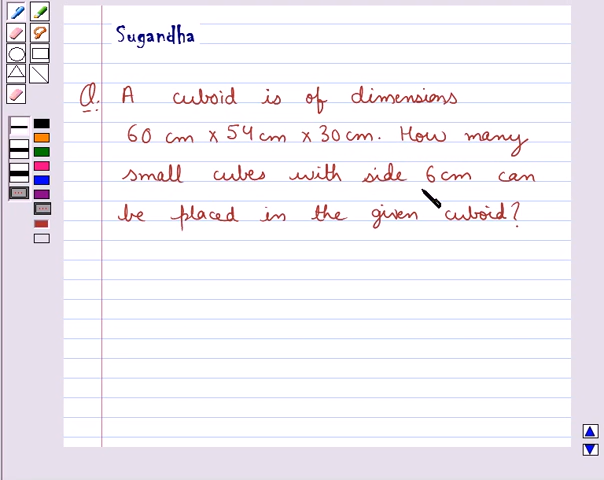 Sugandha
Q. A cuboid is of dimensions
60 cm x 54 cm x 30 cm. How many
small cubes with side 6 cm can
be placed in the given cuboid?